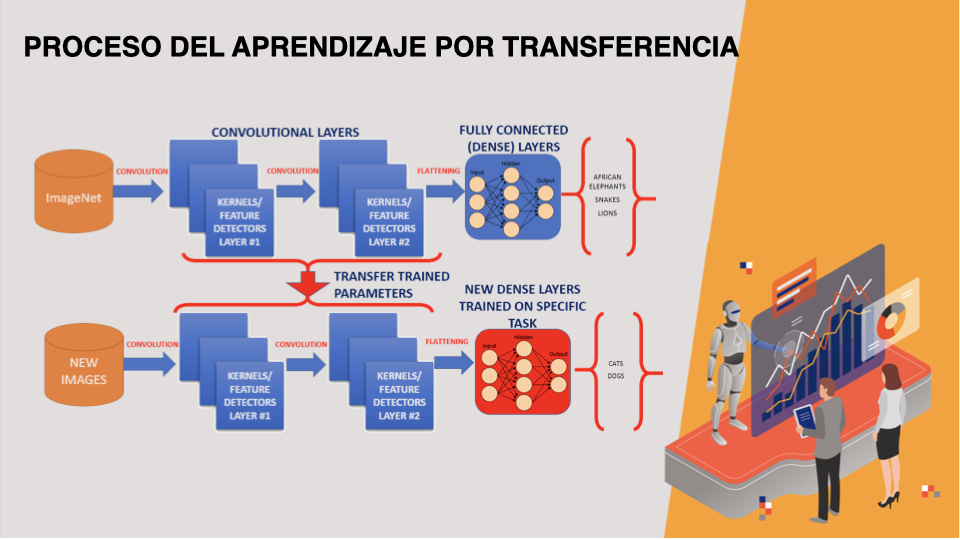 PROCESO DEL APRENDIZAJE POR TRANSFERENCIA
CONVOLUTIONAL LAYERS
FULLY CONNECTED
(DENSE) LAYERS
ImageNet
CONVOLUTION
KERNELS/
FEATURE
DETECTORS
LAYER #1
CONVOLUTION
KERNELS/
FEATURE
DETECTORS
LAYER #2
FLATTENING
Input
Hidden
Output
AFRICAN
ELEPHANTS
SNAKES
LIONS
TRANSFER TRAINED
PARAMETERS
NEW DENSE LAYERS
TRAINED ON SPECIFIC
TASK
NEW
IMAGES
CONVOLUTION
KERNELS/
FEATURE
DETECTORS
LAYER #1
CONVOLUTION
KERNELS/
FEATURE
DETECTORS
LAYER #2
FLATTENING
Input
Hidden
Output
CATS
DOGS